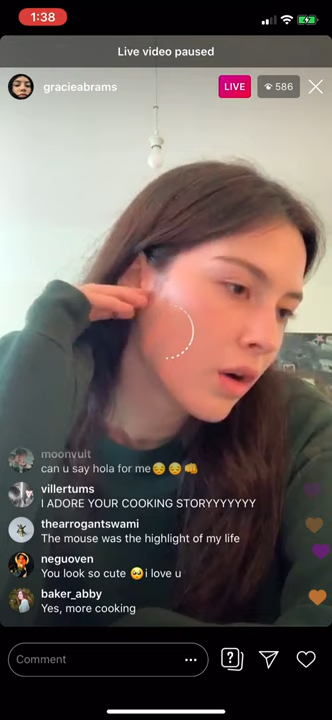 1:38
Live video paused
gracieabrams
LIVE
586
moonvult
can u say hola for me😔😔👊
villertums
I ADORE YOUR COOKING STORYYYYYYY
thearrogantswami
The mouse was the highlight of my life
neguoven
You look so cute 🥺i love u
baker_abby
Yes, more cooking
Comment